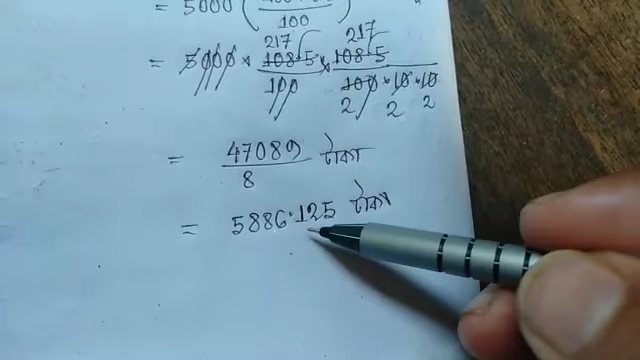 = 5000 ( / 100 )
217 217
= 5000 × 108.5 / 100 × 108.5 / 100 × 10 × 10
2 2 2
= 47089 / 8 টাকা
= 5886.125 টাকা